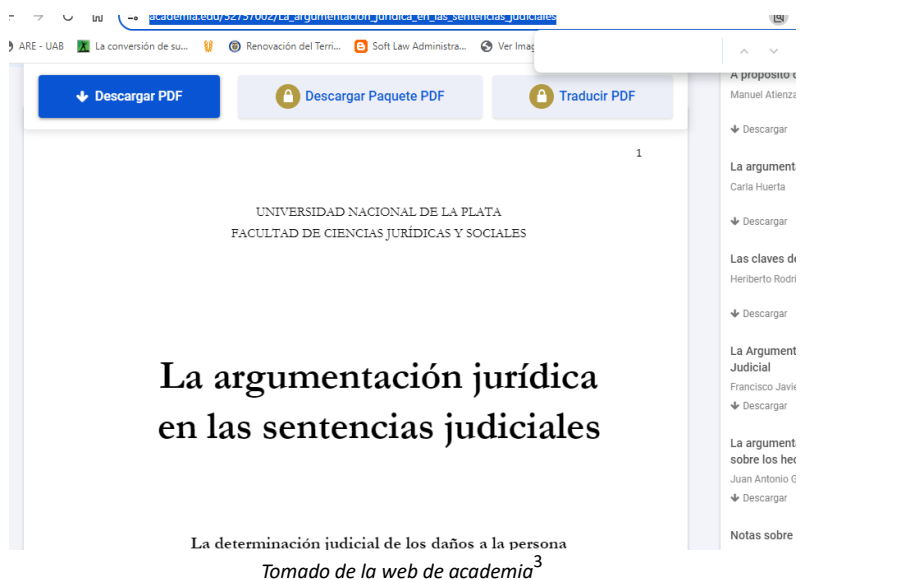 academia.edu/52757002/La_argumentación_jurídica_en_las_sentencias_judiciales
ARE - UAB La conversión de su... Renovación del Terri... Soft Law Administra... Ver Imag
Descargar PDF Descargar Paquete PDF Traducir PDF
1
UNIVERSIDAD NACIONAL DE LA PLATA
FACULTAD DE CIENCIAS JURÍDICAS Y SOCIALES
La argumentación jurídica
en las sentencias judiciales
La determinación judicial de los daños a la persona
A propósito
Manuel Atienza
Descargar
La argument
Carla Huerta
Descargar
Las claves de
Heriberto Rodri
Descargar
La Argument
Judicial
Francisco Javie
Descargar
La argument
sobre los hec
Juan Antonio G
Descargar
Notas sobre
Tomado de la web de academia3